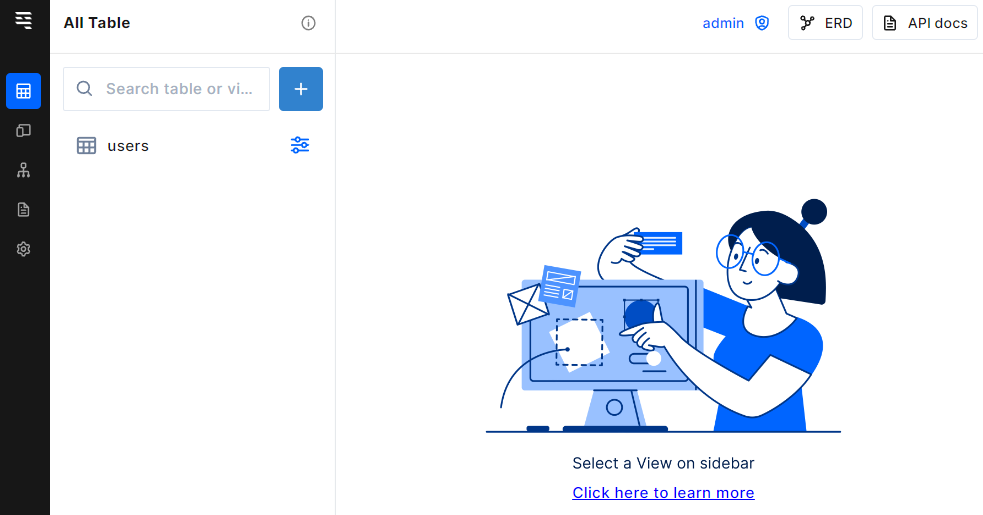 All Table
admin
ERD
API docs
Search table or vi...
users
Select a View on sidebar
Click here to learn more